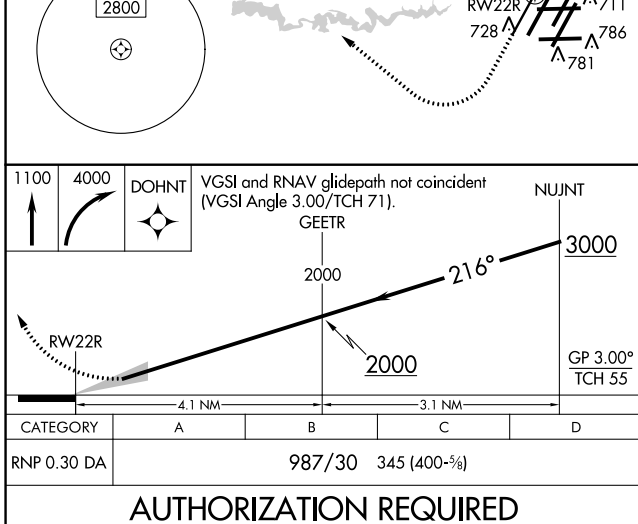 2800
RW22R
711
728
786
781
1100
4000
DOHNT
VGSI and RNAV glidepath not coincident
(VGSI Angle 3.00/TCH 71).
GEETR
NUJNT
2000
216°
3000
RW22R
2000
GP 3.00°
TCH 55
4.1 NM
3.1 NM
CATEGORY A B C D
RNP 0.30 DA 987/30 345 (400-⅝)
AUTHORIZATION REQUIRED